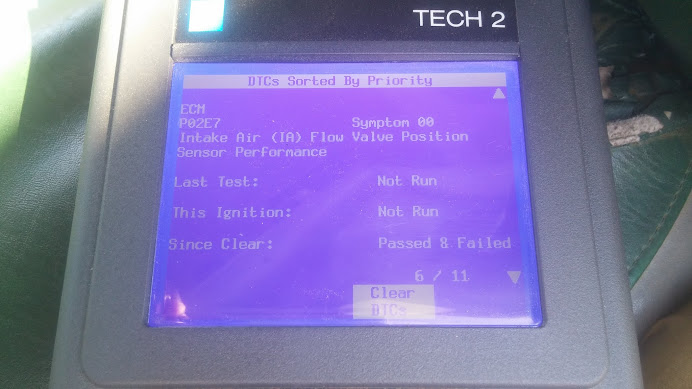 TECH 2
DTCs Sorted By Priority
ECM
P02E7 Symptom 00
Intake Air (IA) Flow Valve Position
Sensor Performance
Last Test: Not Run
This Ignition: Not Run
Since Clear: Passed & Failed
6 / 11
Clear
DTCs